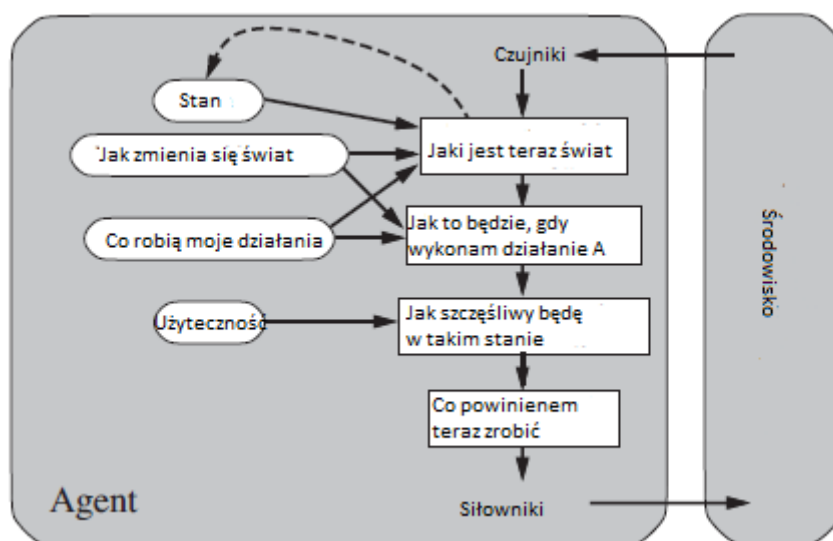 Czujniki
Stan
Jak zmienia się świat
Jaki jest teraz świat
Co robią moje działania
Jak to będzie, gdy
wykonam działanie A
Środowisko
Użyteczność
Jak szczęśliwy będę
w takim stanie
Co powinienem
teraz zrobić
Agent
Siłowniki